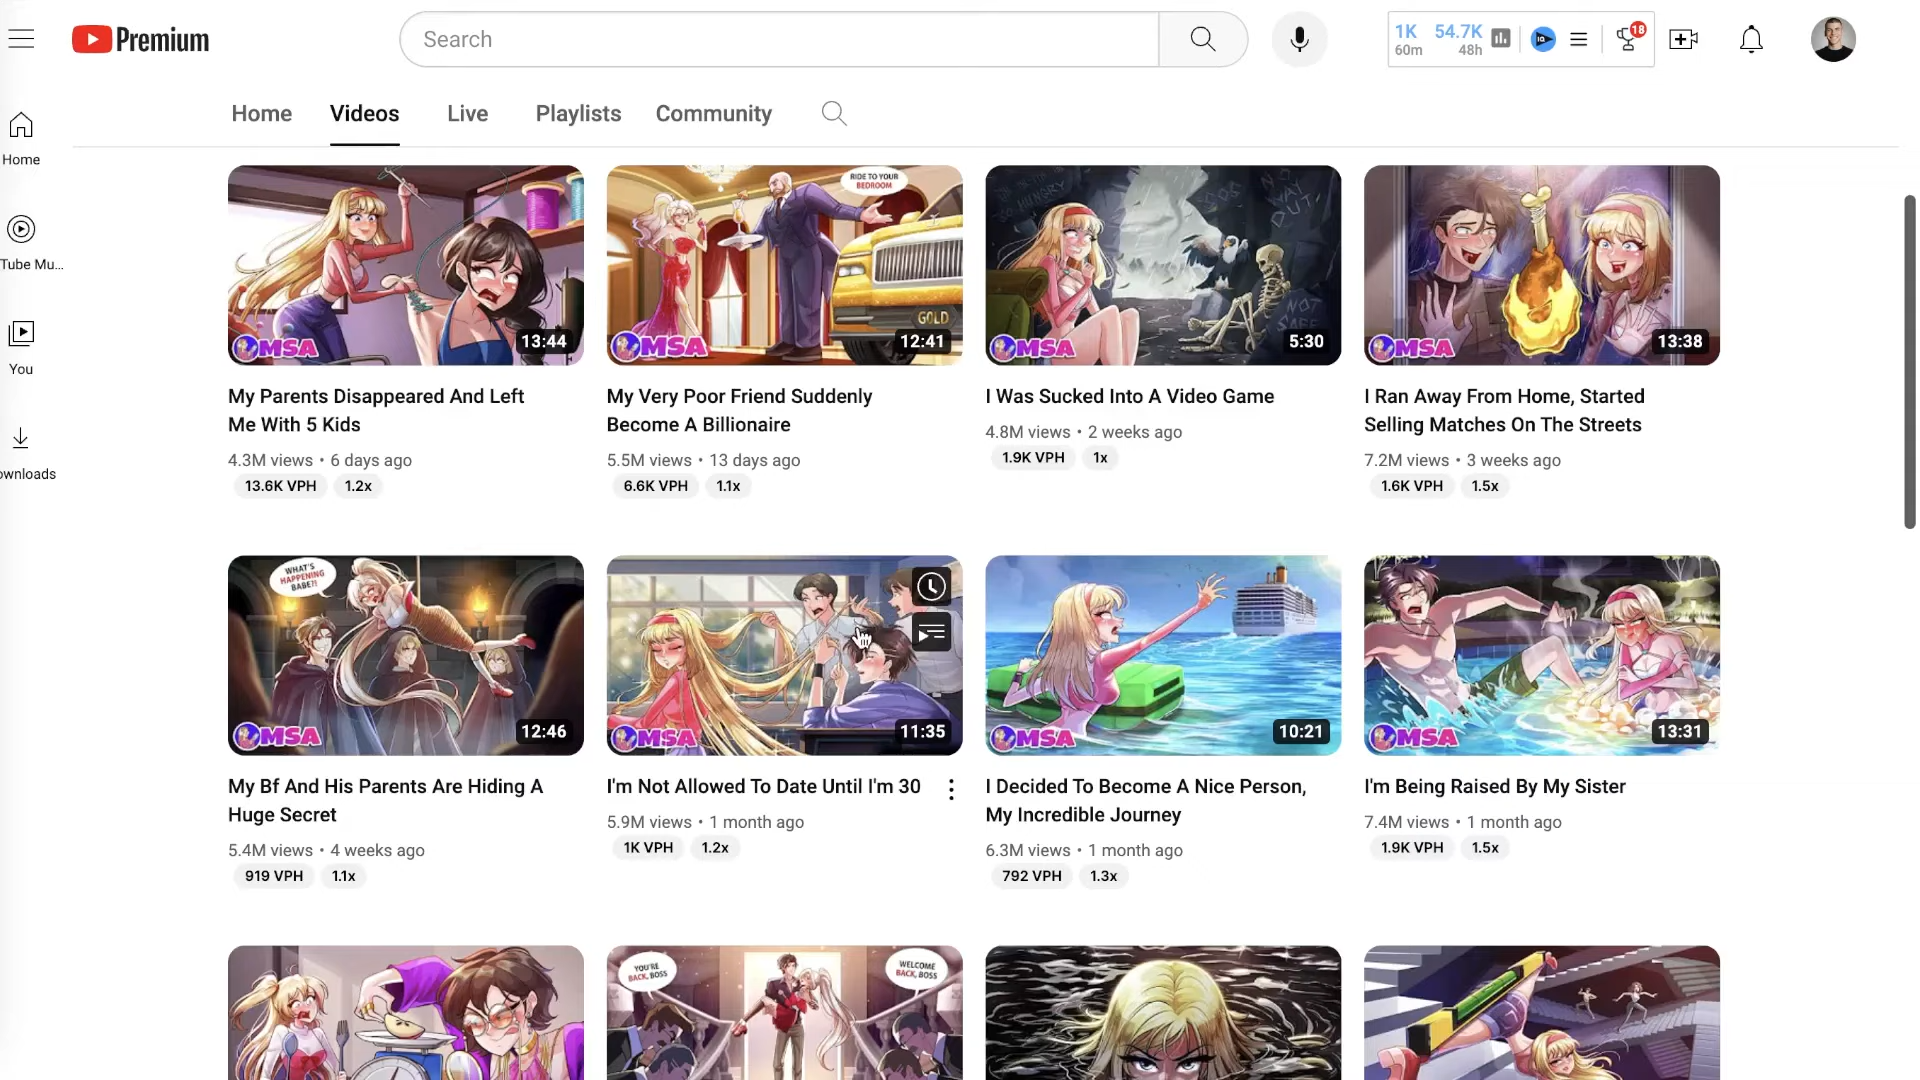 Premium
Search
1K
60m
54.7K
48h
18
Home
Videos
Live
Playlists
Community
Home
Tube Mu...
You
ownloads
MSA
13:44
My Parents Disappeared And Left
Me With 5 Kids
4.3M views • 6 days ago
13.6K VPH
1.2x
RIDE TO YOUR
BEDROOM
GOLD
MSA
12:41
My Very Poor Friend Suddenly
Become A Billionaire
5.5M views • 13 days ago
6.6K VPH
1.1x
HUNGRY
SOS
NO
WAY
OUT!
NOT
SAFE
MSA
5:30
I Was Sucked Into A Video Game
4.8M views • 2 weeks ago
1.9K VPH
1x
MSA
13:38
I Ran Away From Home, Started
Selling Matches On The Streets
7.2M views • 3 weeks ago
1.6K VPH
1.5x
WHAT'S
HAPPENING
BABE?!
MSA
12:46
My Bf And His Parents Are Hiding A
Huge Secret
5.4M views • 4 weeks ago
919 VPH
1.1x
MSA
11:35
I'm Not Allowed To Date Until I'm 30
5.9M views • 1 month ago
1K VPH
1.2x
MSA
10:21
I Decided To Become A Nice Person,
My Incredible Journey
6.3M views • 1 month ago
792 VPH
1.3x
MSA
13:31
I'm Being Raised By My Sister
7.4M views • 1 month ago
1.9K VPH
1.5x
YOU'RE
BACK, BOSS
WELCOME
BACK, BOSS